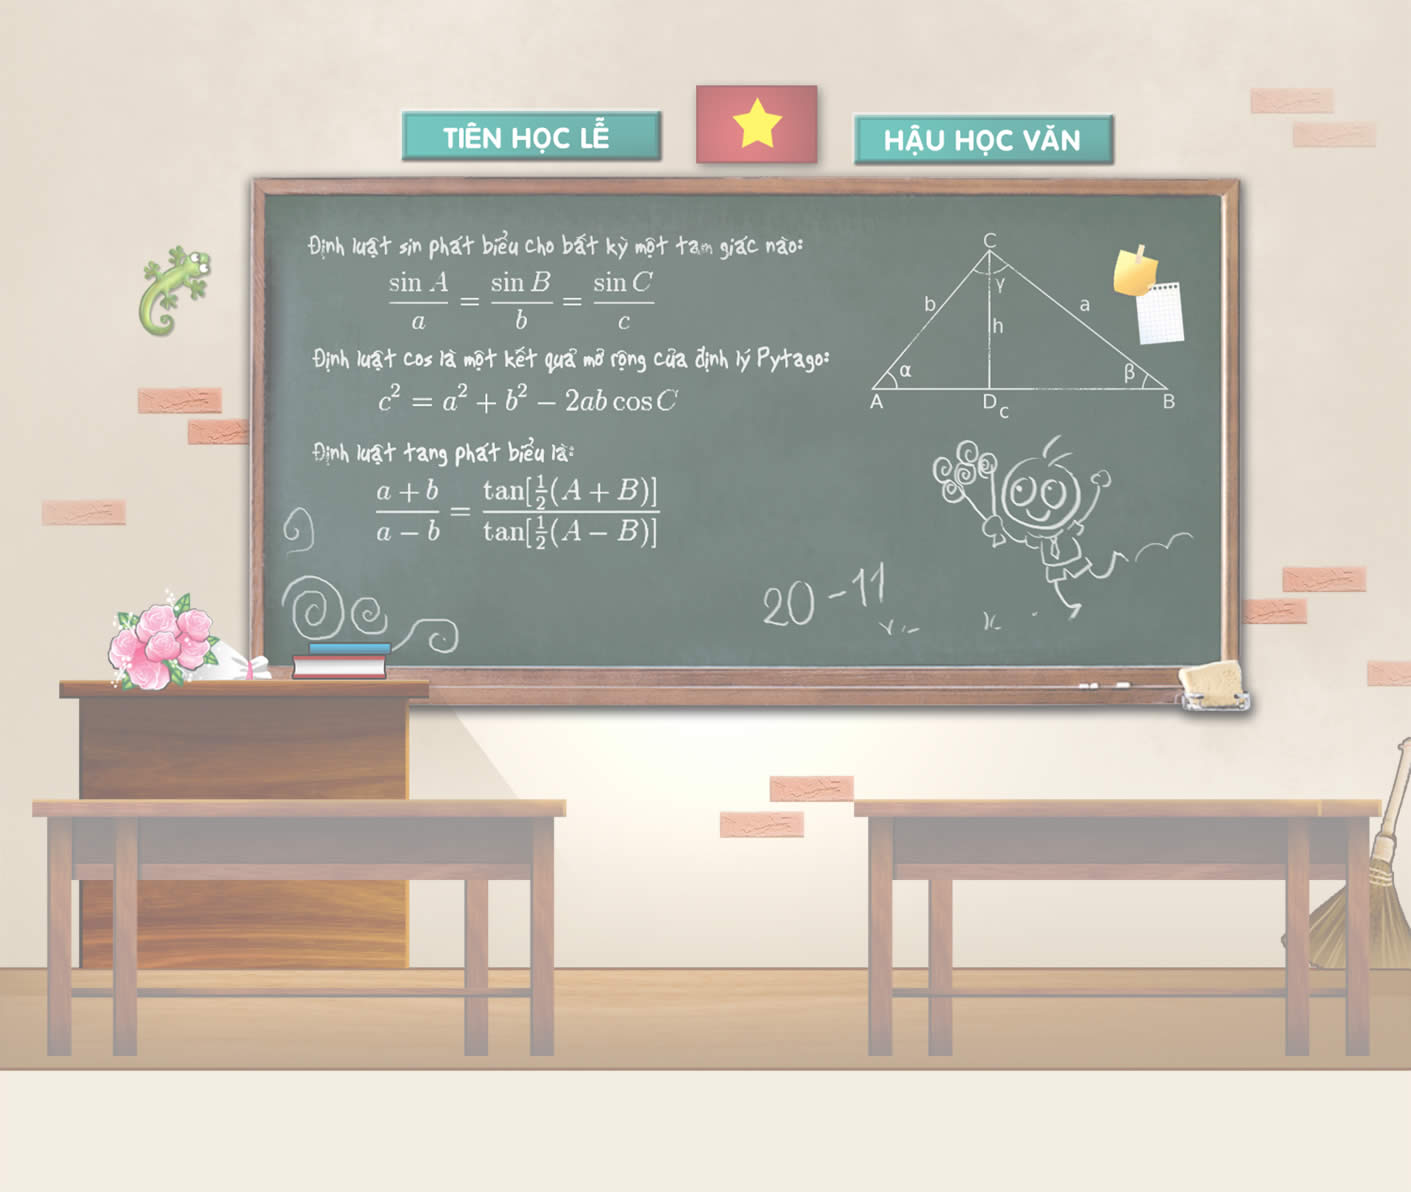 TIÊN HỌC LỄ
HẬU HỌC VĂN
Định luật sin phát biểu cho bất kỳ một tam giác nào:
sin A / a = sin B / b = sin C / c
Định luật cos là một kết quả mở rộng của định lý Pytago:
c² = a² + b² − 2ab cos C
Định luật tang phát biểu là:
a + b / a − b = tan[½(A + B)] / tan[½(A − B)]
C
γ
b
a
h
α
β
A
D
B
c
20-11